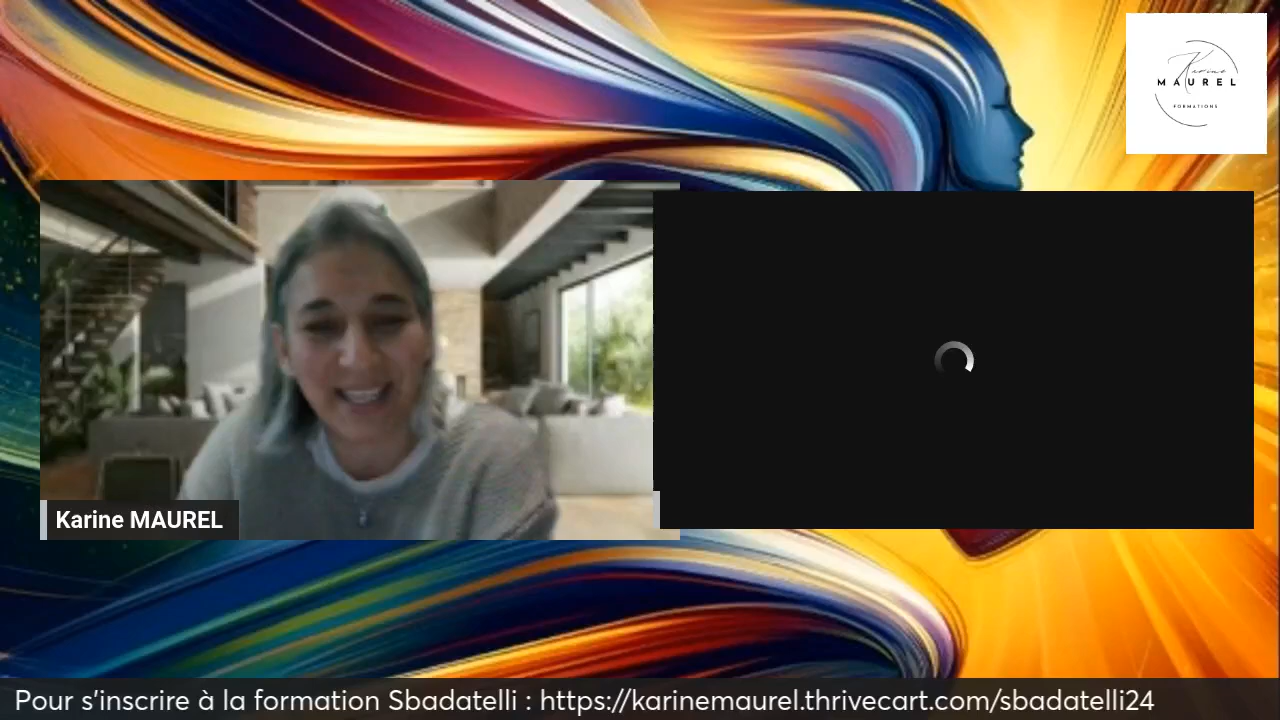 Karine
MAUREL
FORMATIONS
Karine MAUREL
Pour s'inscrire à la formation Sbadatelli : https://karinemaurel.thrivecart.com/sbadatelli24